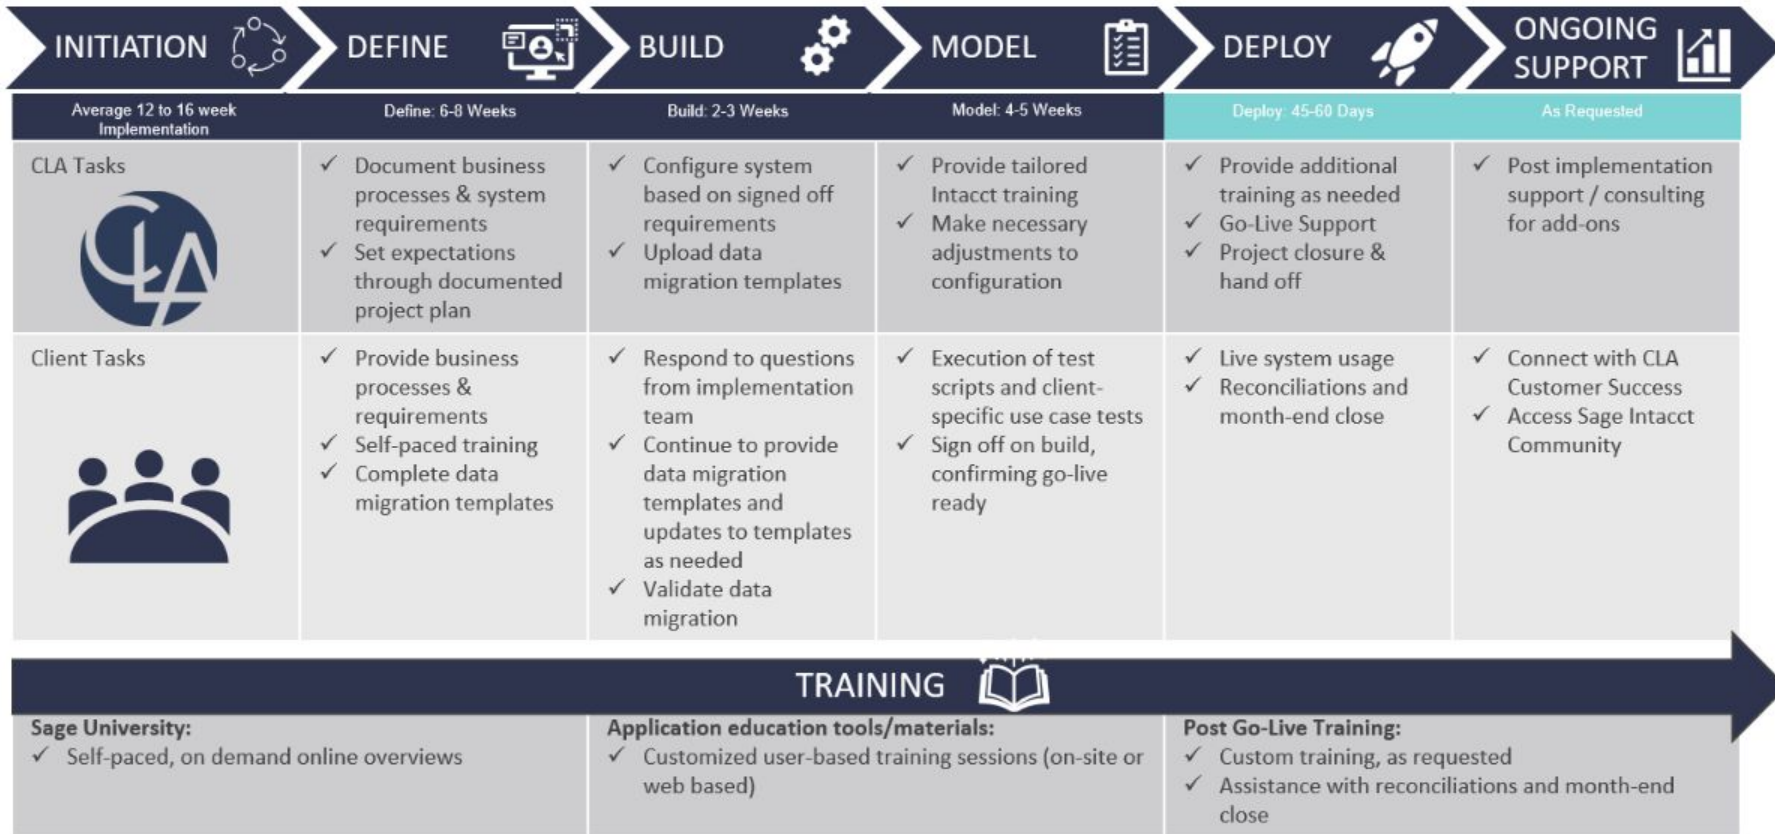 INITIATION
DEFINE
BUILD
MODEL
DEPLOY
ONGOING
SUPPORT
Average 12 to 16 week
Implementation
Define: 6-8 Weeks
Build: 2-3 Weeks
Model: 4-5 Weeks
Deploy: 45-60 Days
As Requested
CLA Tasks
CLA
✓ Document business
processes & system
requirements
✓ Set expectations
through documented
project plan
✓ Configure system
based on signed off
requirements
✓ Upload data
migration templates
✓ Provide tailored
Intacct training
✓ Make necessary
adjustments to
configuration
✓ Provide additional
training as needed
✓ Go-Live Support
✓ Project closure &
hand off
✓ Post implementation
support / consulting
for add-ons
Client Tasks
✓ Provide business
processes &
requirements
✓ Self-paced training
✓ Complete data
migration templates
✓ Respond to questions
from implementation
team
✓ Continue to provide
data migration
templates and
updates to templates
as needed
✓ Validate data
migration
✓ Execution of test
scripts and client-
specific use case tests
✓ Sign off on build,
confirming go-live
ready
✓ Live system usage
✓ Reconciliations and
month-end close
✓ Connect with CLA
Customer Success
✓ Access Sage Intacct
Community
TRAINING
Sage University:
✓ Self-paced, on demand online overviews
Application education tools/materials:
✓ Customized user-based training sessions (on-site or
web based)
Post Go-Live Training:
✓ Custom training, as requested
✓ Assistance with reconciliations and month-end
close